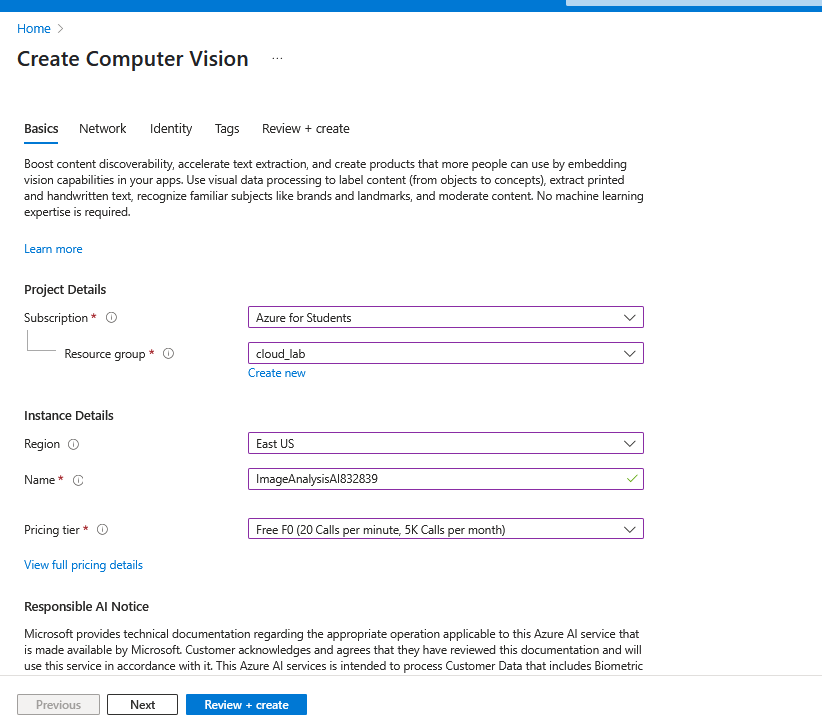 Home
Create Computer Vision ...
Basics Network Identity Tags Review + create
Boost content discoverability, accelerate text extraction, and create products that more people can use by embedding
vision capabilities in your apps. Use visual data processing to label content (from objects to concepts), extract printed
and handwritten text, recognize familiar subjects like brands and landmarks, and moderate content. No machine learning
expertise is required.
Learn more
Project Details
Subscription * Azure for Students
Resource group * cloud_lab
Create new
Instance Details
Region East US
Name * ImageAnalysisAI832839
Pricing tier * Free F0 (20 Calls per minute, 5K Calls per month)
View full pricing details
Responsible AI Notice
Microsoft provides technical documentation regarding the appropriate operation applicable to this Azure AI service that
is made available by Microsoft. Customer acknowledges and agrees that they have reviewed this documentation and will
use this service in accordance with it. This Azure AI services is intended to process Customer Data that includes Biometric
Previous Next Review + create